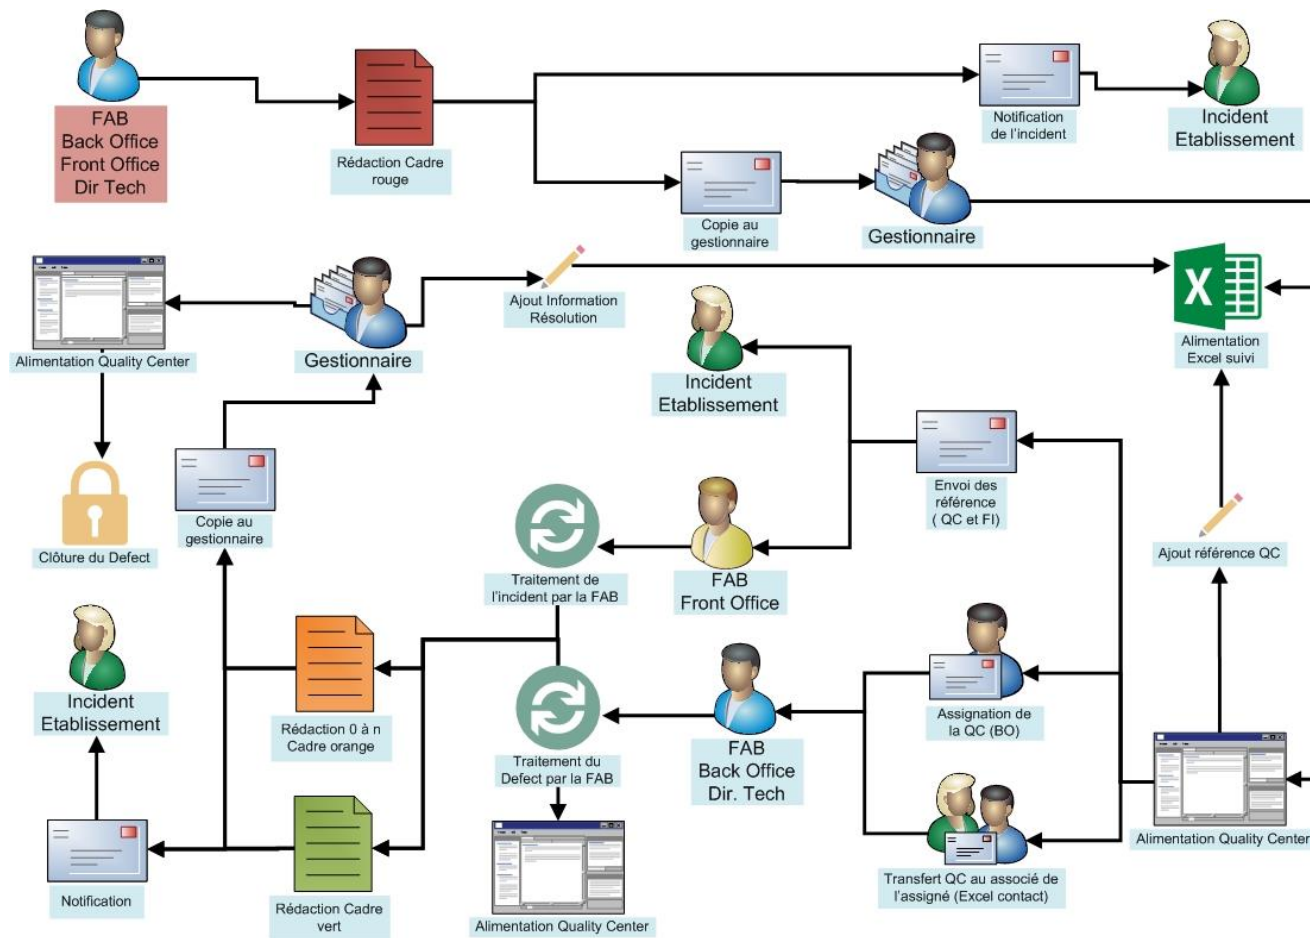 FAB
Back Office
Front Office
Dir Tech
Rédaction Cadre
rouge
Notification
de l'incident
Incident
Etablissement
Copie au
gestionnaire
Gestionnaire
Alimentation Quality Center
Gestionnaire
Ajout Information
Résolution
X
Alimentation
Excel suivi
Incident
Etablissement
Copie au
gestionnaire
Envoi des
référence
( QC et FI)
Clôture du Defect
Traitement de
l'incident par la FAB
FAB
Front Office
Ajout référence QC
Incident
Etablissement
Rédaction 0 à n
Cadre orange
Traitement du
Defect par la FAB
FAB
Back Office
Dir. Tech
Assignation de
la QC (BO)
Alimentation Quality Center
Notification
Rédaction Cadre
vert
Alimentation Quality Center
Transfert QC au associé de
l'assigné (Excel contact)